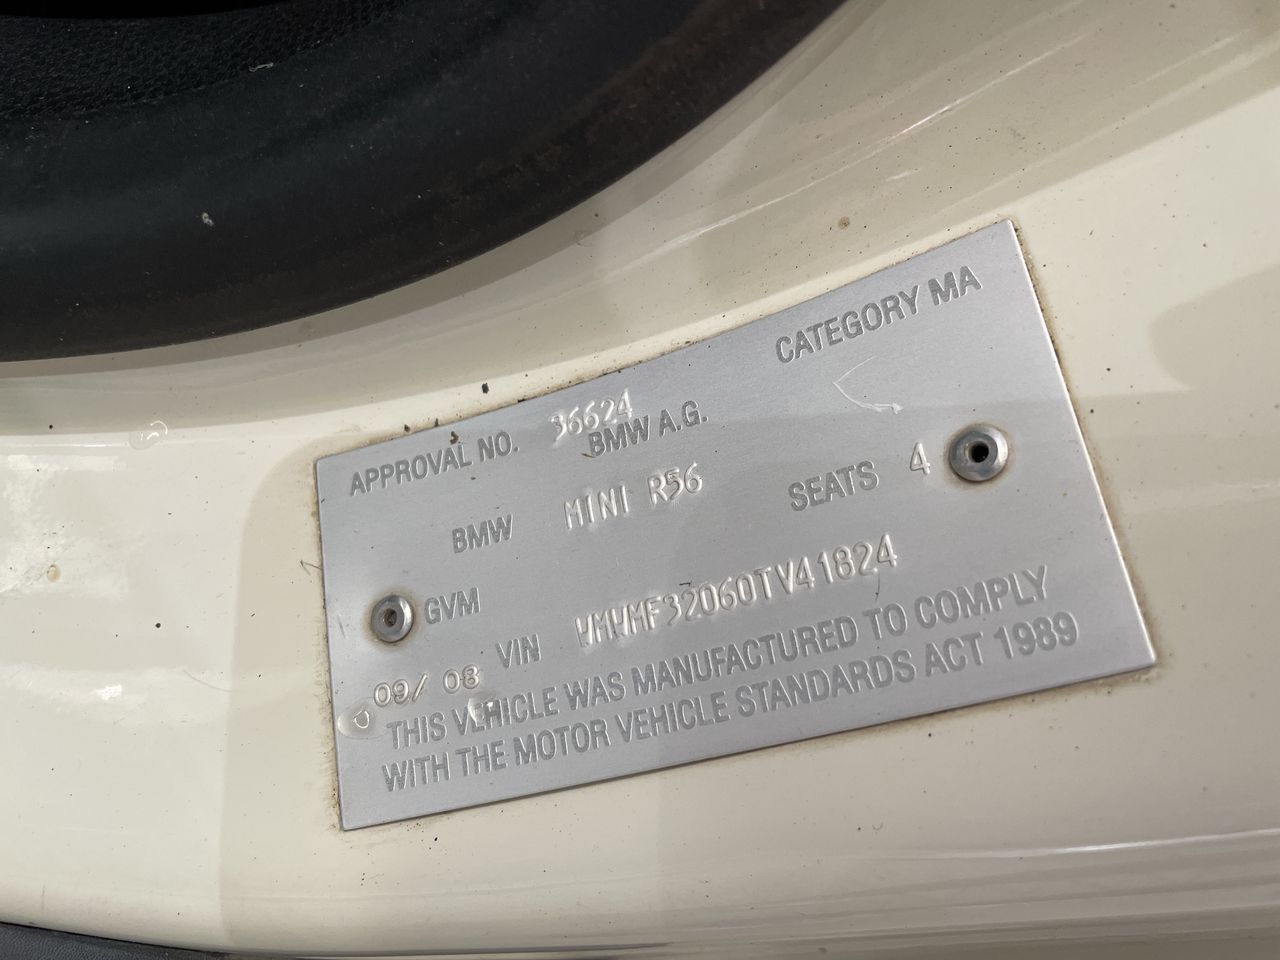 CATEGORY MA
APPROVAL NO. 36624
BMW A.G.
BMW MINI R56 SEATS 4
GVM
VIN WMWMF32060TV41824
09/ 08
THIS VEHICLE WAS MANUFACTURED TO COMPLY
WITH THE MOTOR VEHICLE STANDARDS ACT 1989